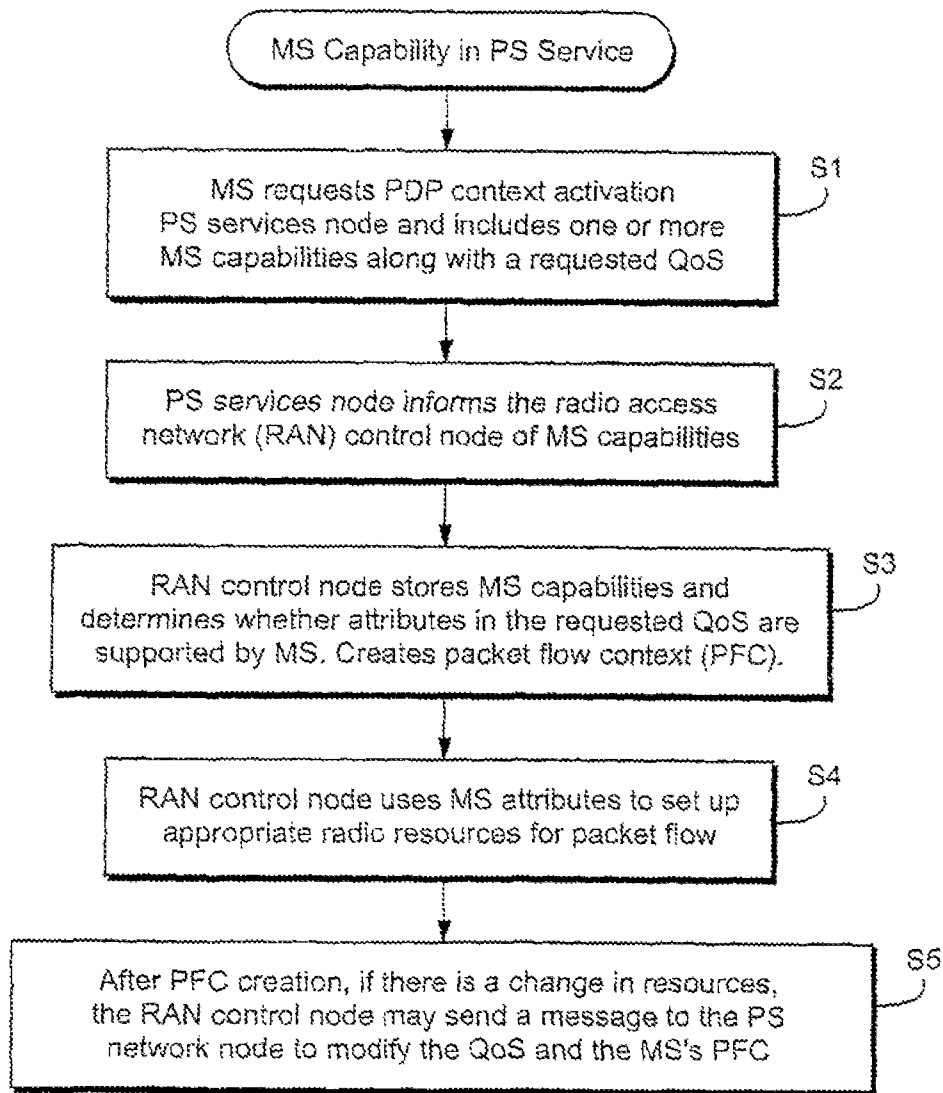 MS Capability in PS Service
S1
MS requests PDP context activation
PS services node and includes one or more
MS capabilities along with a requested QoS
S2
PS services node informs the radio access
network (RAN) control node of MS capabilities
S3
RAN control node stores MS capabilities and
determines whether attributes in the requested QoS are
supported by MS. Creates packet flow context (PFC).
S4
RAN control node uses MS attributes to set up
appropriate radio resources for packet flow
S5
After PFC creation, if there is a change in resources,
the RAN control node may send a message to the PS
network node to modify the QoS and the MS's PFC